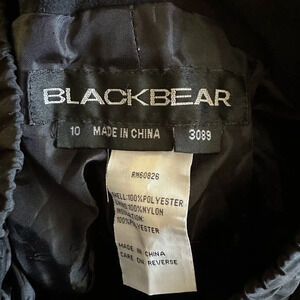 BLACKBEAR
10 MADE IN CHINA 3089
RN60826
SHELL:100%POLYESTER
LINING:100%NYLON
INSULATION:
100%POLYESTER
MADE IN CHINA
CARE ON REVERSE